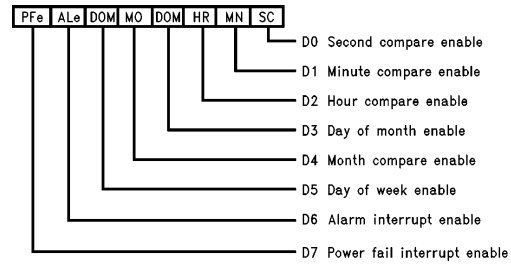 PFe ALe DOM MO DOM HR MN SC
D0 Second compare enable
D1 Minute compare enable
D2 Hour compare enable
D3 Day of month enable
D4 Month compare enable
D5 Day of week enable
D6 Alarm interrupt enable
D7 Power fail interrupt enable